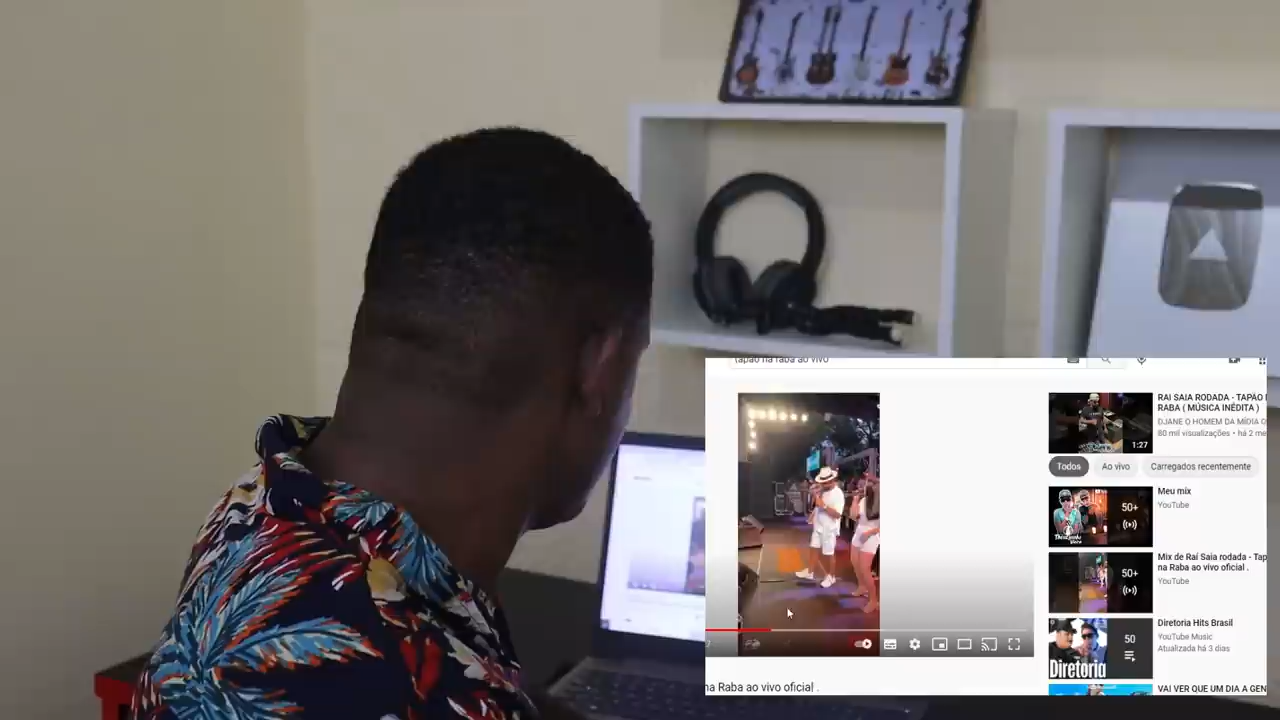 (apão na raba ao vivo
RAI SAIA RODADA - TAPÃO
RABA ( MÚSICA INÉDITA )
DJANE O HOMEM DA MÍDIA O
80 mil visualizações • há 2 me
1:27
Todos
Ao vivo
Carregados recentemente
Meu mix
YouTube
50+
Mix de Raí Saia rodada - Tap
na Raba ao vivo oficial .
YouTube
50+
Diretoria Hits Brasil
YouTube Music
Atualizada há 3 dias
50
Diretoria
VAI VER QUE UM DIA A GEN
na Raba ao vivo oficial .